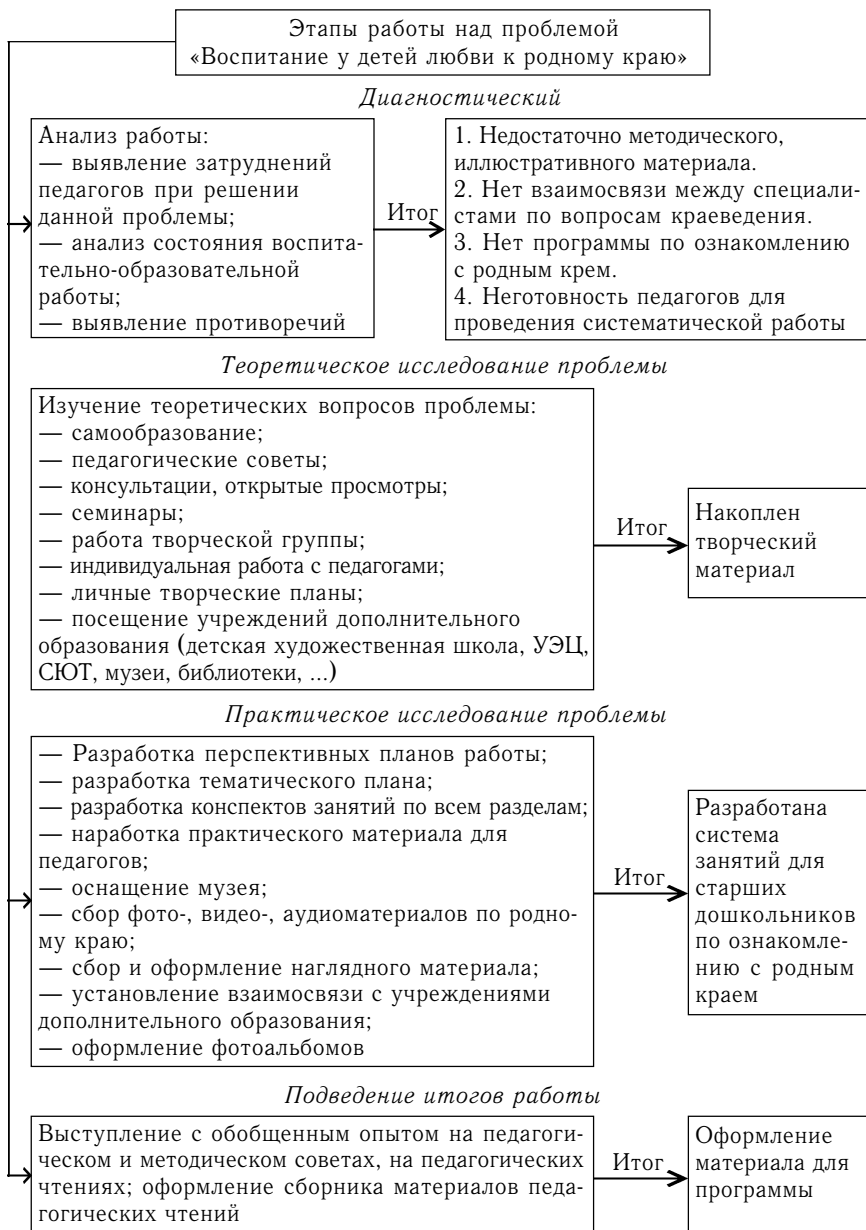 Этапы работы над проблемой
«Воспитание у детей любви к родному краю»
Диагностический
Анализ работы:
— выявление затруднений
педагогов при решении
данной проблемы;
— анализ состояния воспита-
тельно-образовательной
работы;
— выявление противоречий
Итог
1. Недостаточно методического,
иллюстративного материала.
2. Нет взаимосвязи между специали-
стами по вопросам краеведения.
3. Нет программы по ознакомлению
с родным крем.
4. Неготовность педагогов для
проведения систематической работы
Теоретическое исследование проблемы
Изучение теоретических вопросов проблемы:
— самообразование;
— педагогические советы;
— консультации, открытые просмотры;
— семинары;
— работа творческой группы;
— индивидуальная работа с педагогами;
— личные творческие планы;
— посещение учреждений дополнительного
образования (детская художественная школа, УЭЦ,
СЮТ, музеи, библиотеки, ...)
Итог
Накоплен
творческий
материал
Практическое исследование проблемы
— Разработка перспективных планов работы;
— разработка тематического плана;
— разработка конспектов занятий по всем разделам;
— наработка практического материала для
педагогов;
— оснащение музея;
— сбор фото-, видео-, аудиоматериалов по родно-
му краю;
— сбор и оформление наглядного материала;
— установление взаимосвязи с учреждениями
дополнительного образования;
— оформление фотоальбомов
Итог
Разработана
система
занятий для
старших
дошкольников
по ознакомле-
нию с родным
краем
Подведение итогов работы
Выступление с обобщенным опытом на педагоги-
ческом и методическом советах, на педагогических
чтениях; оформление сборника материалов педа-
гогических чтений
Итог
Оформление
материала для
программы